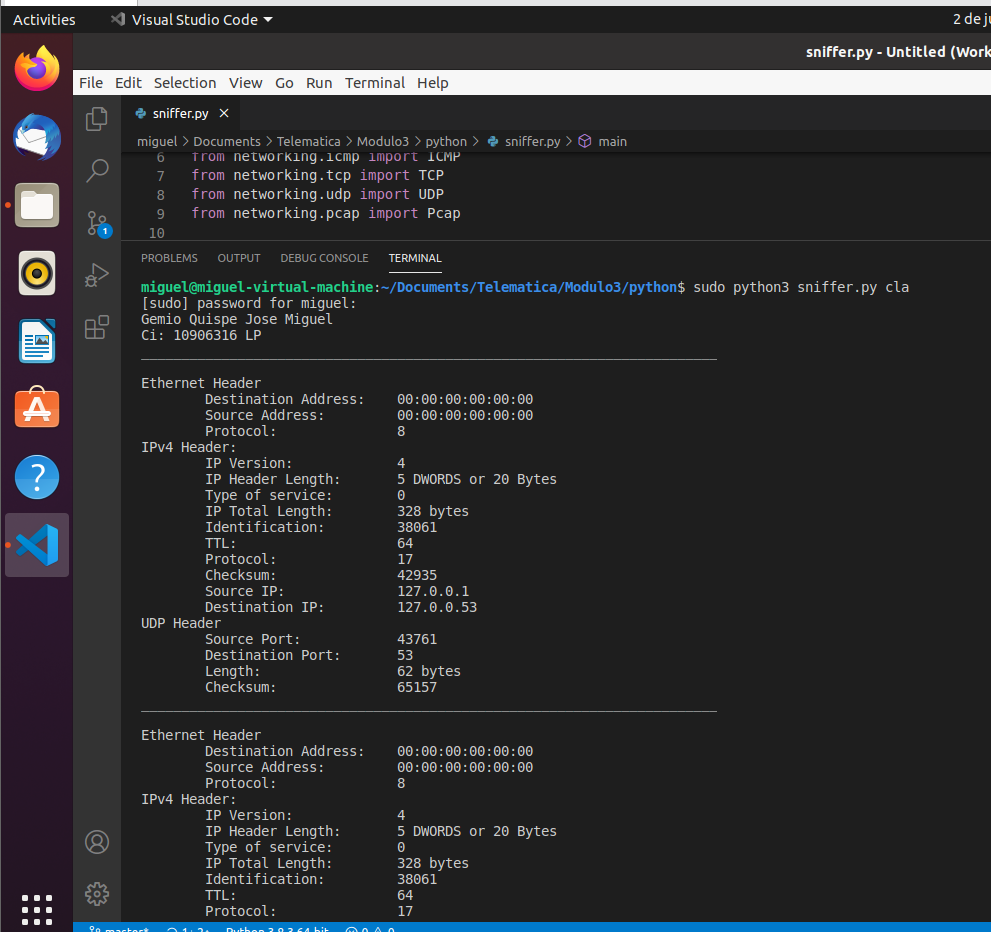 Activities Visual Studio Code 2 de ju
sniffer.py - Untitled (Work
File Edit Selection View Go Run Terminal Help
sniffer.py
miguel > Documents > Telematica > Modulo3 > python > sniffer.py > main
6 from networking.icmp import ICMP
7 from networking.tcp import TCP
8 from networking.udp import UDP
9 from networking.pcap import Pcap
10
1
PROBLEMS OUTPUT DEBUG CONSOLE TERMINAL
miguel@miguel-virtual-machine:~/Documents/Telematica/Modulo3/python$ sudo python3 sniffer.py cla
[sudo] password for miguel:
Gemio Quispe Jose Miguel
Ci: 10906316 LP
Ethernet Header
Destination Address: 00:00:00:00:00:00
Source Address: 00:00:00:00:00:00
Protocol: 8
IPv4 Header:
IP Version: 4
IP Header Length: 5 DWORDS or 20 Bytes
Type of service: 0
IP Total Length: 328 bytes
Identification: 38061
TTL: 64
Protocol: 17
Checksum: 42935
Source IP: 127.0.0.1
Destination IP: 127.0.0.53
UDP Header
Source Port: 43761
Destination Port: 53
Length: 62 bytes
Checksum: 65157
Ethernet Header
Destination Address: 00:00:00:00:00:00
Source Address: 00:00:00:00:00:00
Protocol: 8
IPv4 Header:
IP Version: 4
IP Header Length: 5 DWORDS or 20 Bytes
Type of service: 0
IP Total Length: 328 bytes
Identification: 38061
TTL: 64
Protocol: 17
master* Python 3.8.3 64-bit 0 0